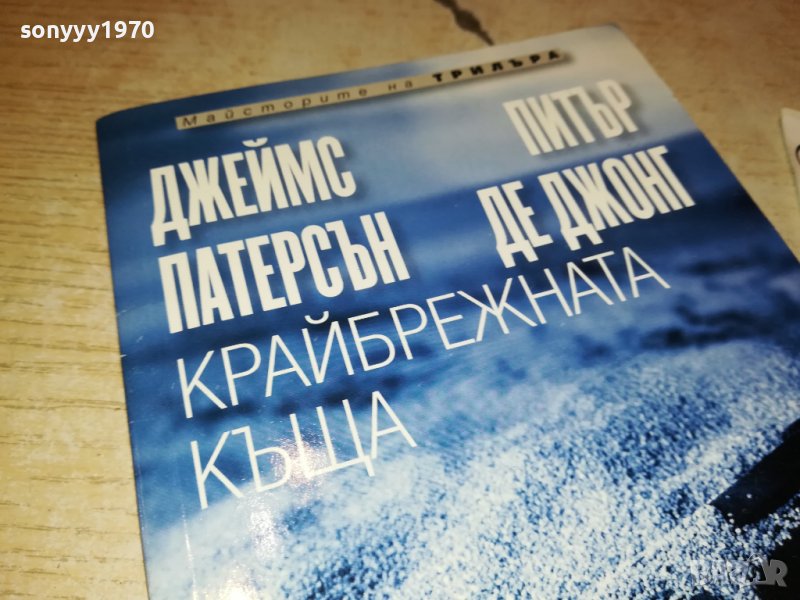 sonyyy1970
Майсторите на ТРИЛЪРА
ДЖЕЙМС
ПАТЕРСЪН
ПИТЪР
ДЕ ДЖОНГ
КРАЙБРЕЖНАТА
КЪЩА